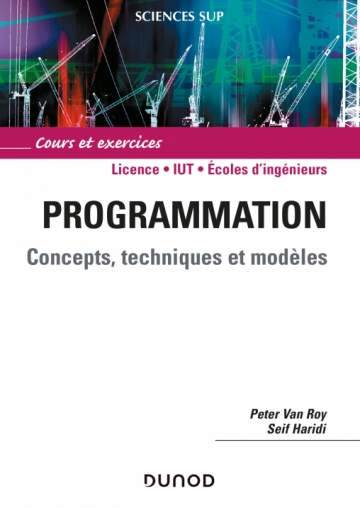 SCIENCES SUP
Cours et exercices
Licence • IUT • Écoles d'ingénieurs
PROGRAMMATION
Concepts, techniques et modèles
Peter Van Roy
Seif Haridi
DUNOD